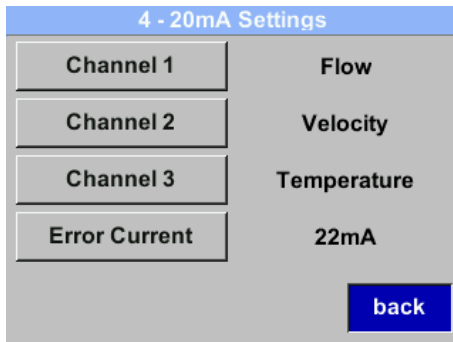 4 - 20mA Settings
Channel 1 Flow
Channel 2 Velocity
Channel 3 Temperature
Error Current 22mA
back